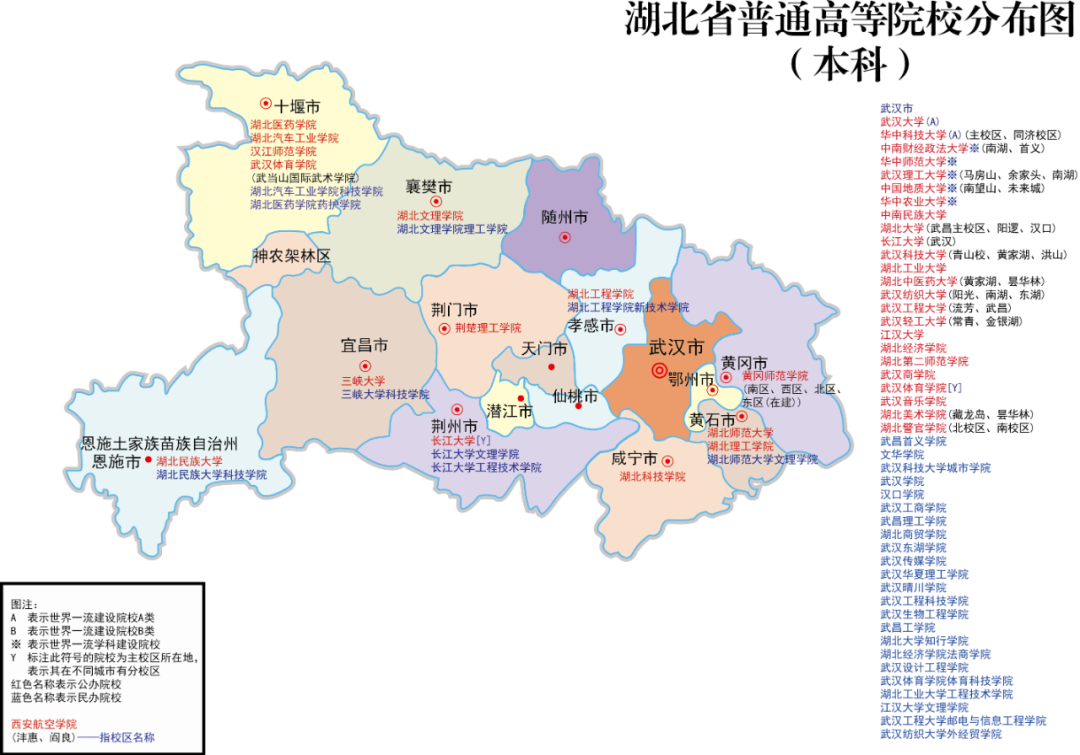 湖北省普通高等院校分布图
（本科）
十堰市
湖北医药学院
湖北汽车工业学院
汉江师范学院
武汉体育学院
(武当山国际武术学院)
湖北汽车工业学院科技学院
湖北医药学院药护学院
襄樊市
湖北文理学院
湖北文理学院理工学院
随州市
神农架林区
荆门市
荆楚理工学院
湖北工程学院
湖北工程学院新技术学院
孝感市
宜昌市
三峡大学
三峡大学科技学院
天门市
武汉市
黄冈市
黄冈师范学院
(南区、西区、北区、
东区(在建))
鄂州市
仙桃市
潜江市
荆州市
长江大学[Y]
长江大学文理学院
长江大学工程技术学院
黄石市
湖北师范大学
湖北理工学院
湖北师范大学文理学院
恩施土家族苗族自治州
恩施市
湖北民族大学
湖北民族大学科技学院
咸宁市
湖北科技学院
武汉市
武汉大学(A)
华中科技大学(A)(主校区、同济校区)
中南财经政法大学※(南湖、首义)
华中师范大学※
武汉理工大学※(马房山、余家头、南湖)
中国地质大学※(南望山、未来城)
华中农业大学※
中南民族大学
湖北大学(武昌主校区、阳逻、汉口)
长江大学(武汉)
武汉科技大学(青山校、黄家湖、洪山)
湖北工业大学
湖北中医药大学(黄家湖、昙华林)
武汉纺织大学(阳光、南湖、东湖)
武汉工程大学(流芳、武昌)
武汉轻工大学(常青、金银湖)
江汉大学
湖北经济学院
湖北第二师范学院
武汉商学院
武汉体育学院[Y]
武汉音乐学院
湖北美术学院(藏龙岛、昙华林)
湖北警官学院(北校区、南校区)
武昌首义学院
文华学院
武汉科技大学城市学院
武汉学院
汉口学院
武汉工商学院
武昌理工学院
湖北商贸学院
武汉东湖学院
武汉传媒学院
武汉华夏理工学院
武汉晴川学院
武汉工程科技学院
武汉生物工程学院
武昌工学院
湖北大学知行学院
湖北经济学院法商学院
武汉设计工程学院
武汉体育学院体育科技学院
湖北工业大学工程技术学院
江汉大学文理学院
武汉工程大学邮电与信息工程学院
武汉纺织大学外经贸学院
图注：
A 表示世界一流建设院校A类
B 表示世界一流建设院校B类
※ 表示世界一流学科建设院校
Y 标注此符号的院校为主校区所在地，
表示其在不同城市有分校区
红色名称表示公办院校
蓝色名称表示民办院校
西安航空学院
(沣惠、阎良)——指校区名称